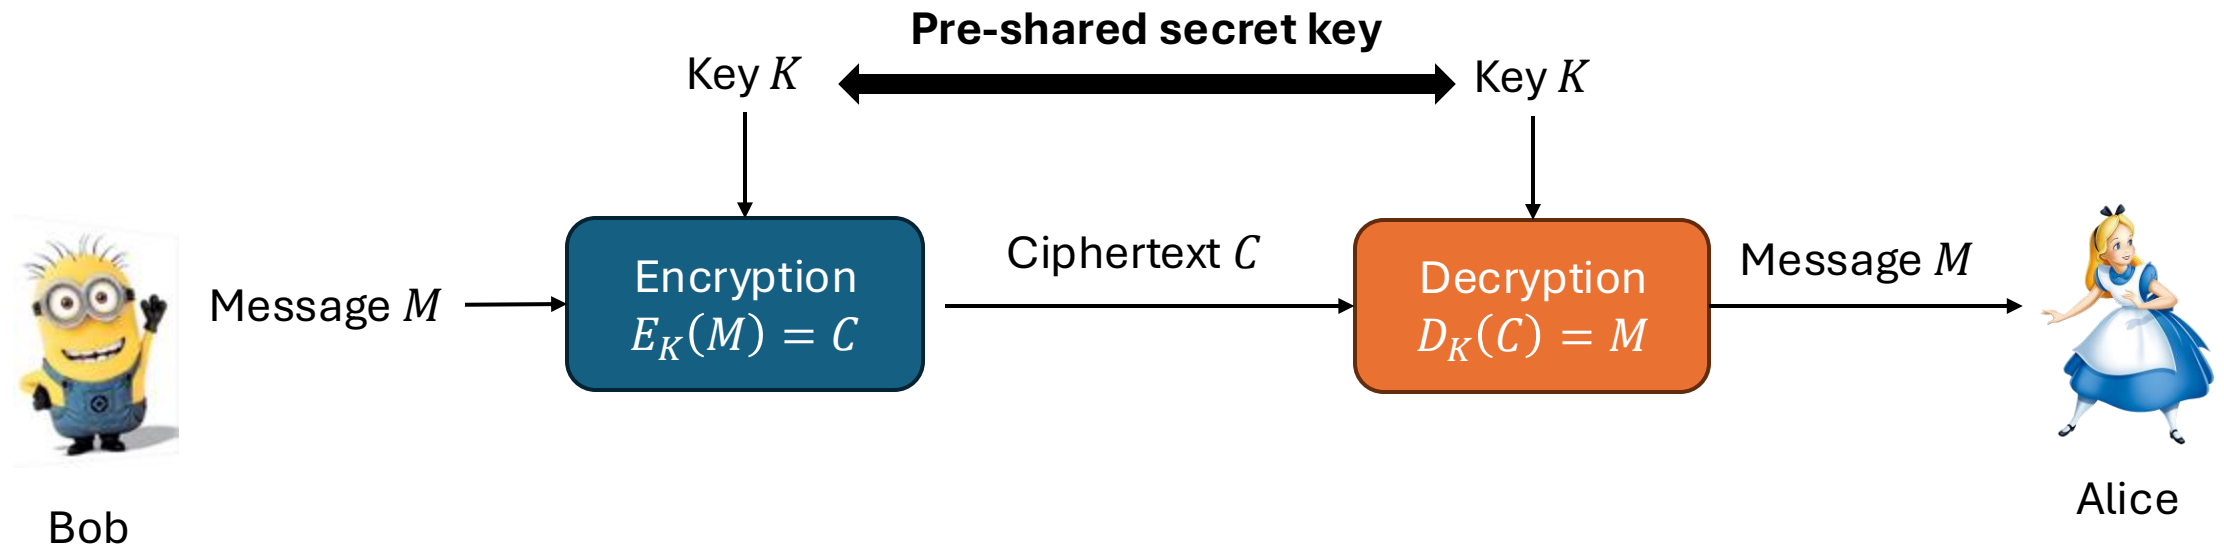 Pre-shared secret key
Key K
Key K
Message M
Encryption
E_K(M) = C
Ciphertext C
Decryption
D_K(C) = M
Message M
Bob
Alice